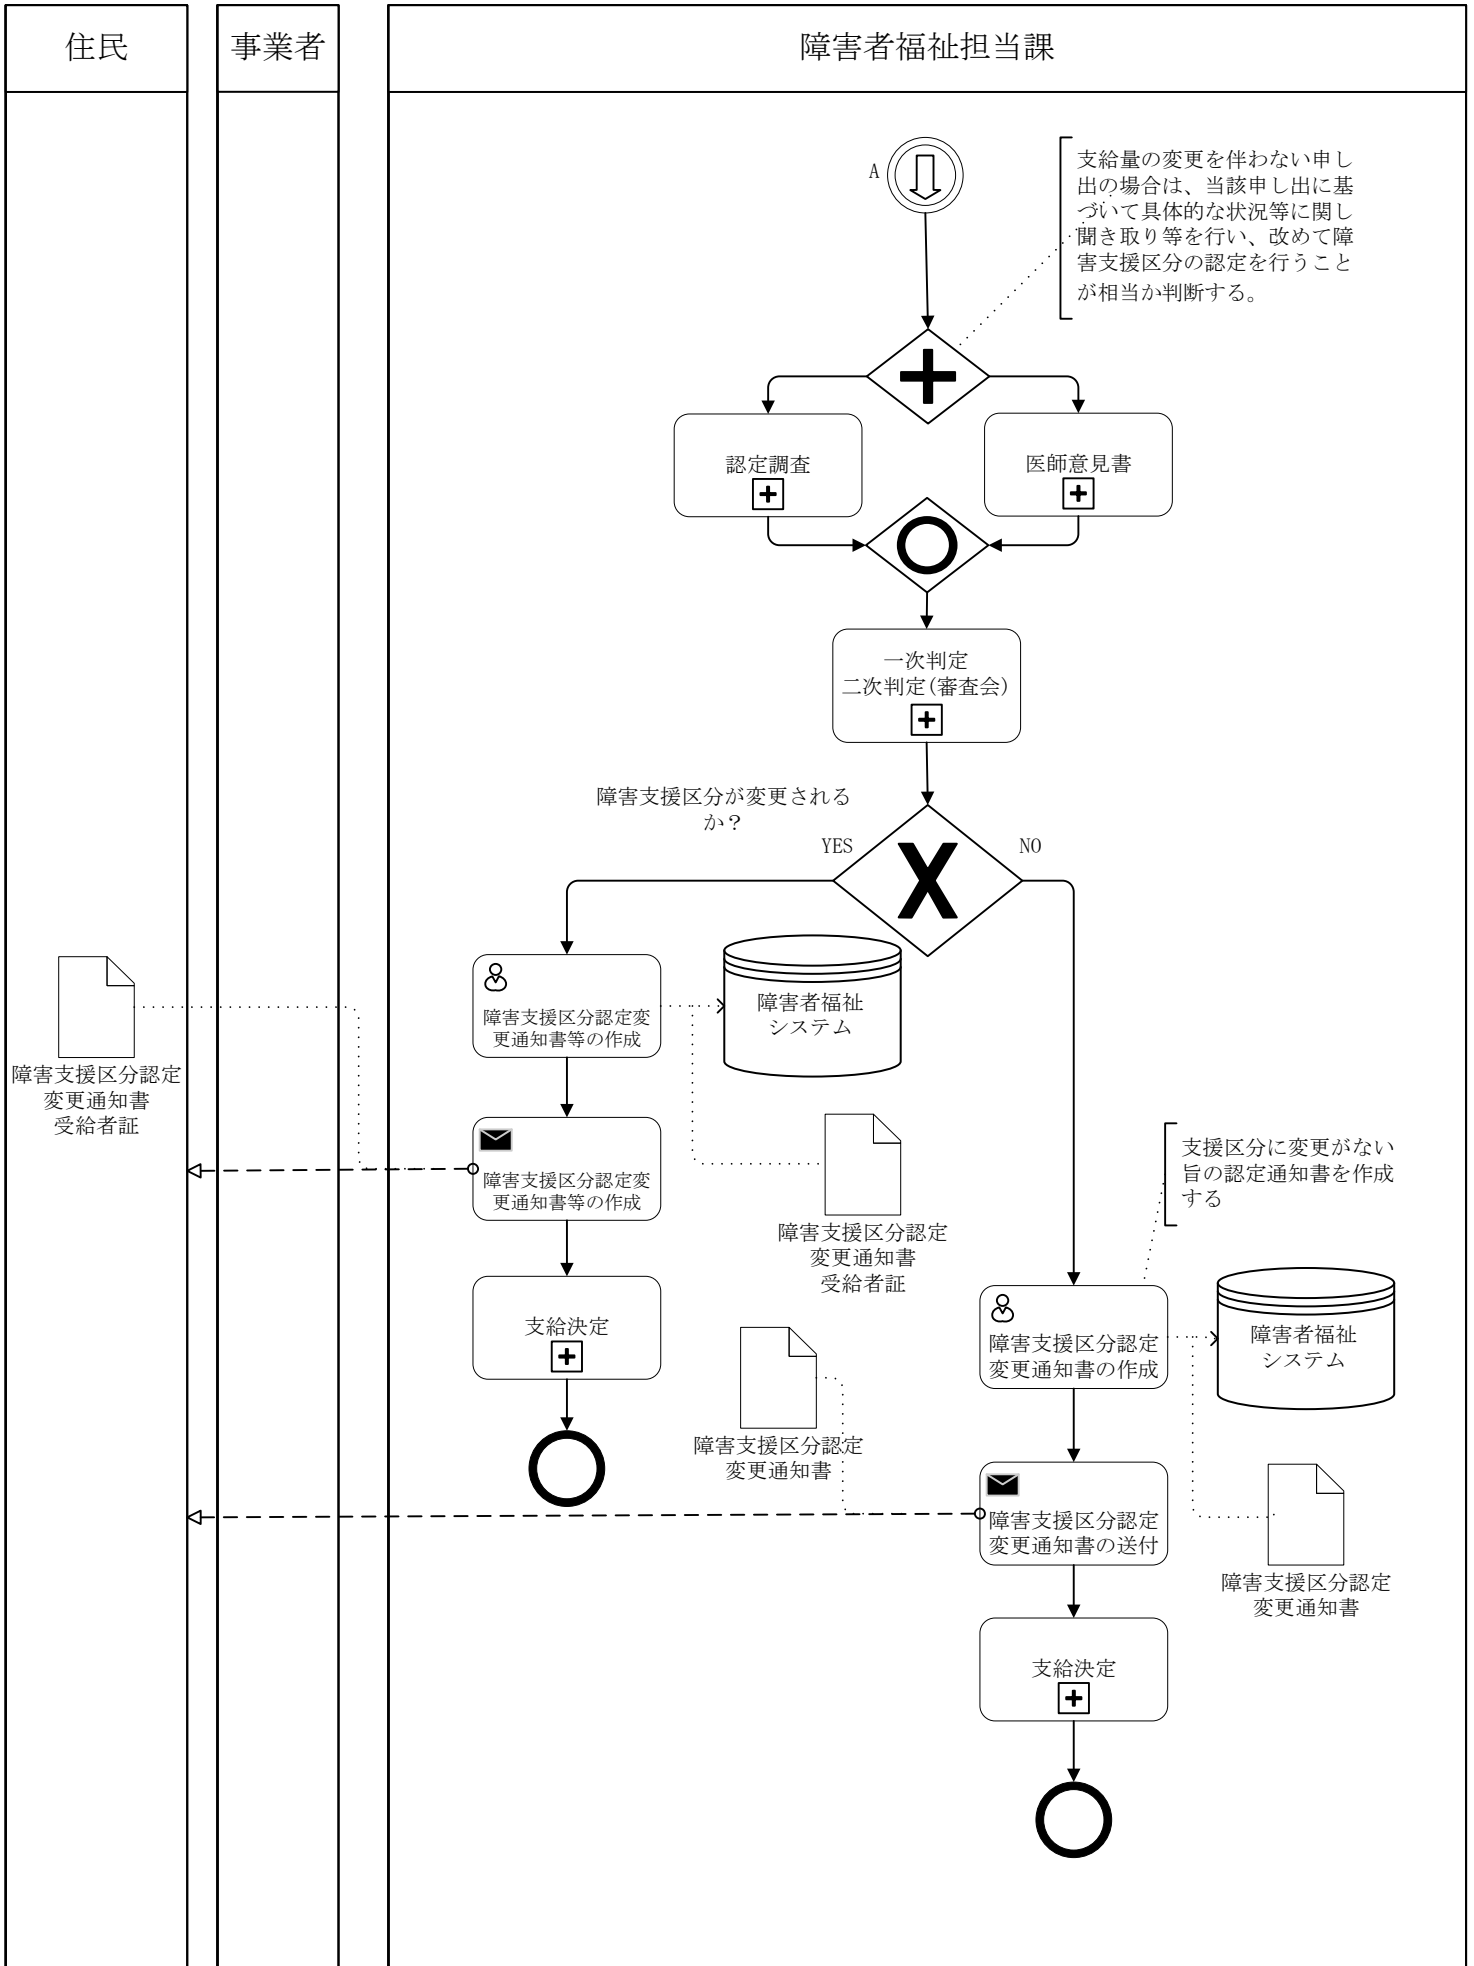 住民
事業者
障害者福祉担当課
A
支給量の変更を伴わない申し
出の場合は、当該申し出に基
づいて具体的な状況等に関し
聞き取り等を行い、改めて障
害支援区分の認定を行うこと
が相当か判断する。
認定調査
医師意見書
一次判定
二次判定(審査会)
障害支援区分が変更される
か？
YES
NO
障害支援区分認定変
更通知書等の作成
障害者福祉
システム
障害支援区分認定
変更通知書
受給者証
障害支援区分認定変
更通知書等の作成
障害支援区分認定
変更通知書
受給者証
支援区分に変更がない
旨の認定通知書を作成
する
支給決定
障害支援区分認定
変更通知書の作成
障害者福祉
システム
障害支援区分認定
変更通知書
障害支援区分認定
変更通知書の送付
障害支援区分認定
変更通知書
支給決定